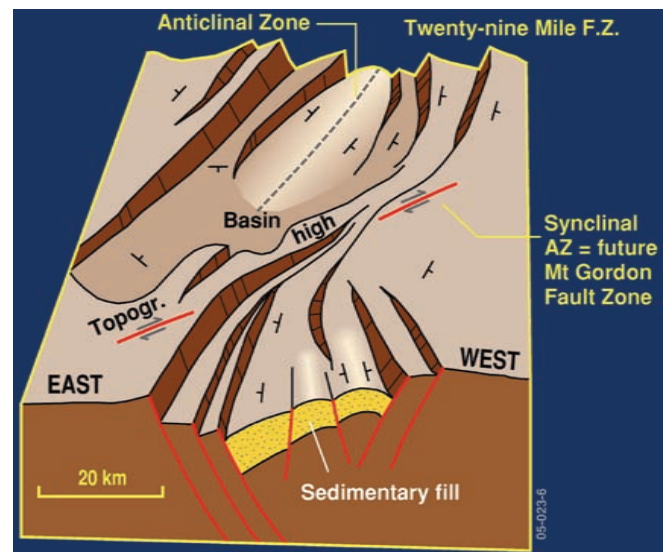 Anticlinal Zone
Twenty-nine Mile F.Z.
Basin
high
Topogr.
Synclinal
AZ = future
Mt Gordon
Fault Zone
EAST
WEST
20 km
Sedimentary fill
05-023-6